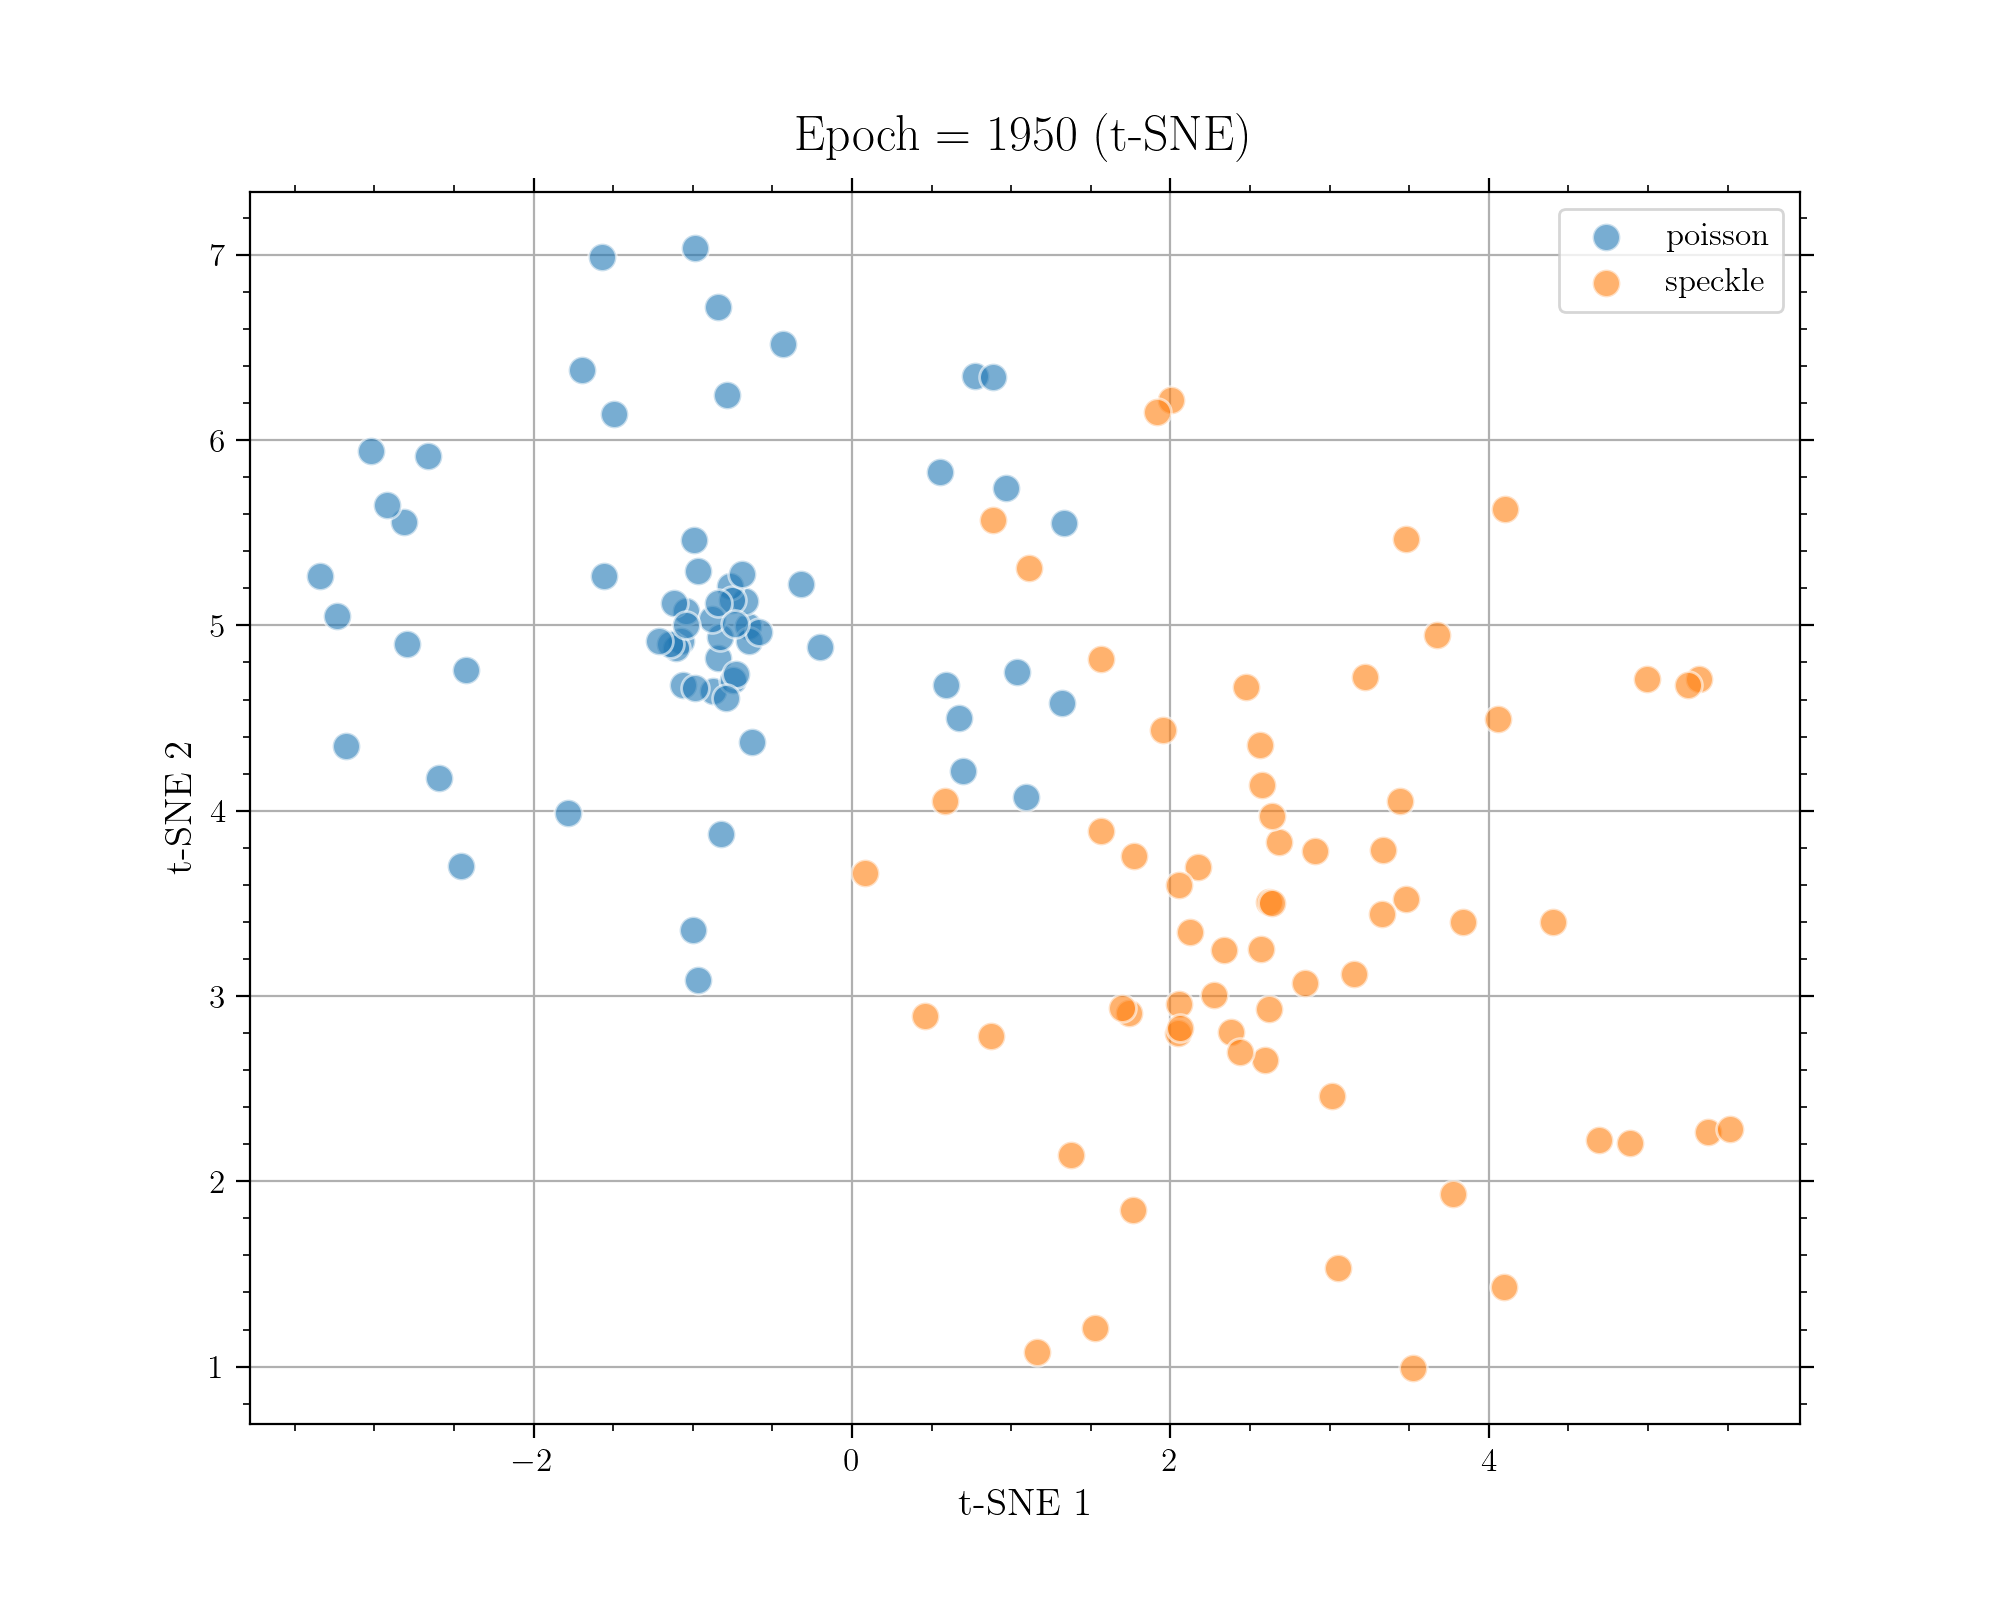 Epoch = 1950 (t-SNE)
poisson
speckle
7
6
5
4
3
2
1
t-SNE 2
−2
0
2
4
t-SNE 1